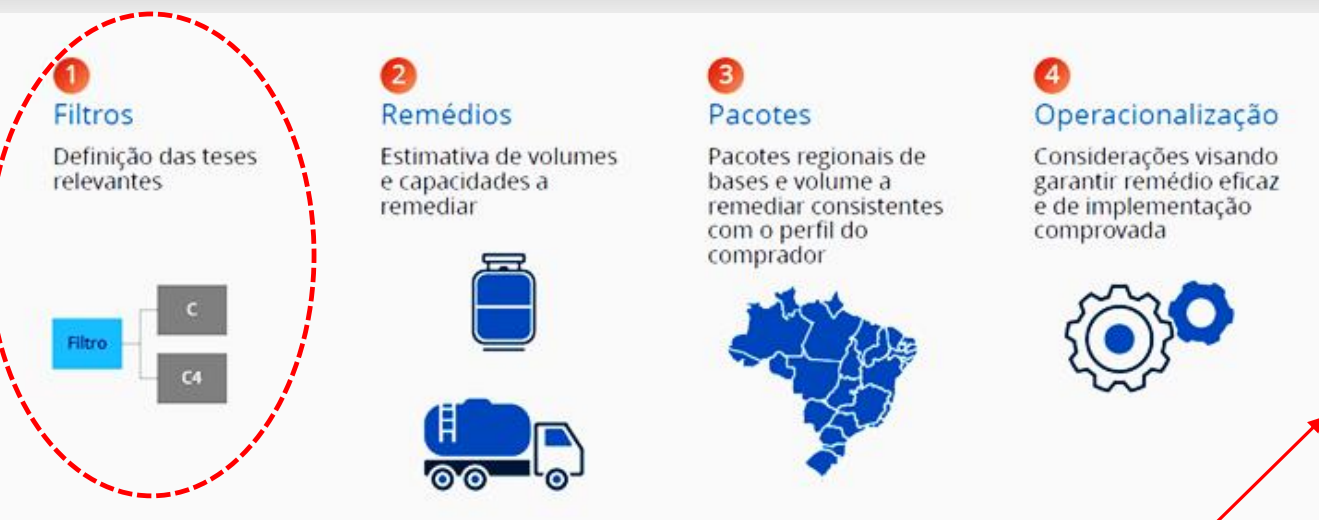 1
Filtros
Definição das teses
relevantes
Filtro
C
C4
2
Remédios
Estimativa de volumes
e capacidades a
remediar
3
Pacotes
Pacotes regionais de
bases e volume a
remediar consistentes
com o perfil do
comprador
4
Operacionalização
Considerações visando
garantir remédio eficaz
e de implementação
comprovada